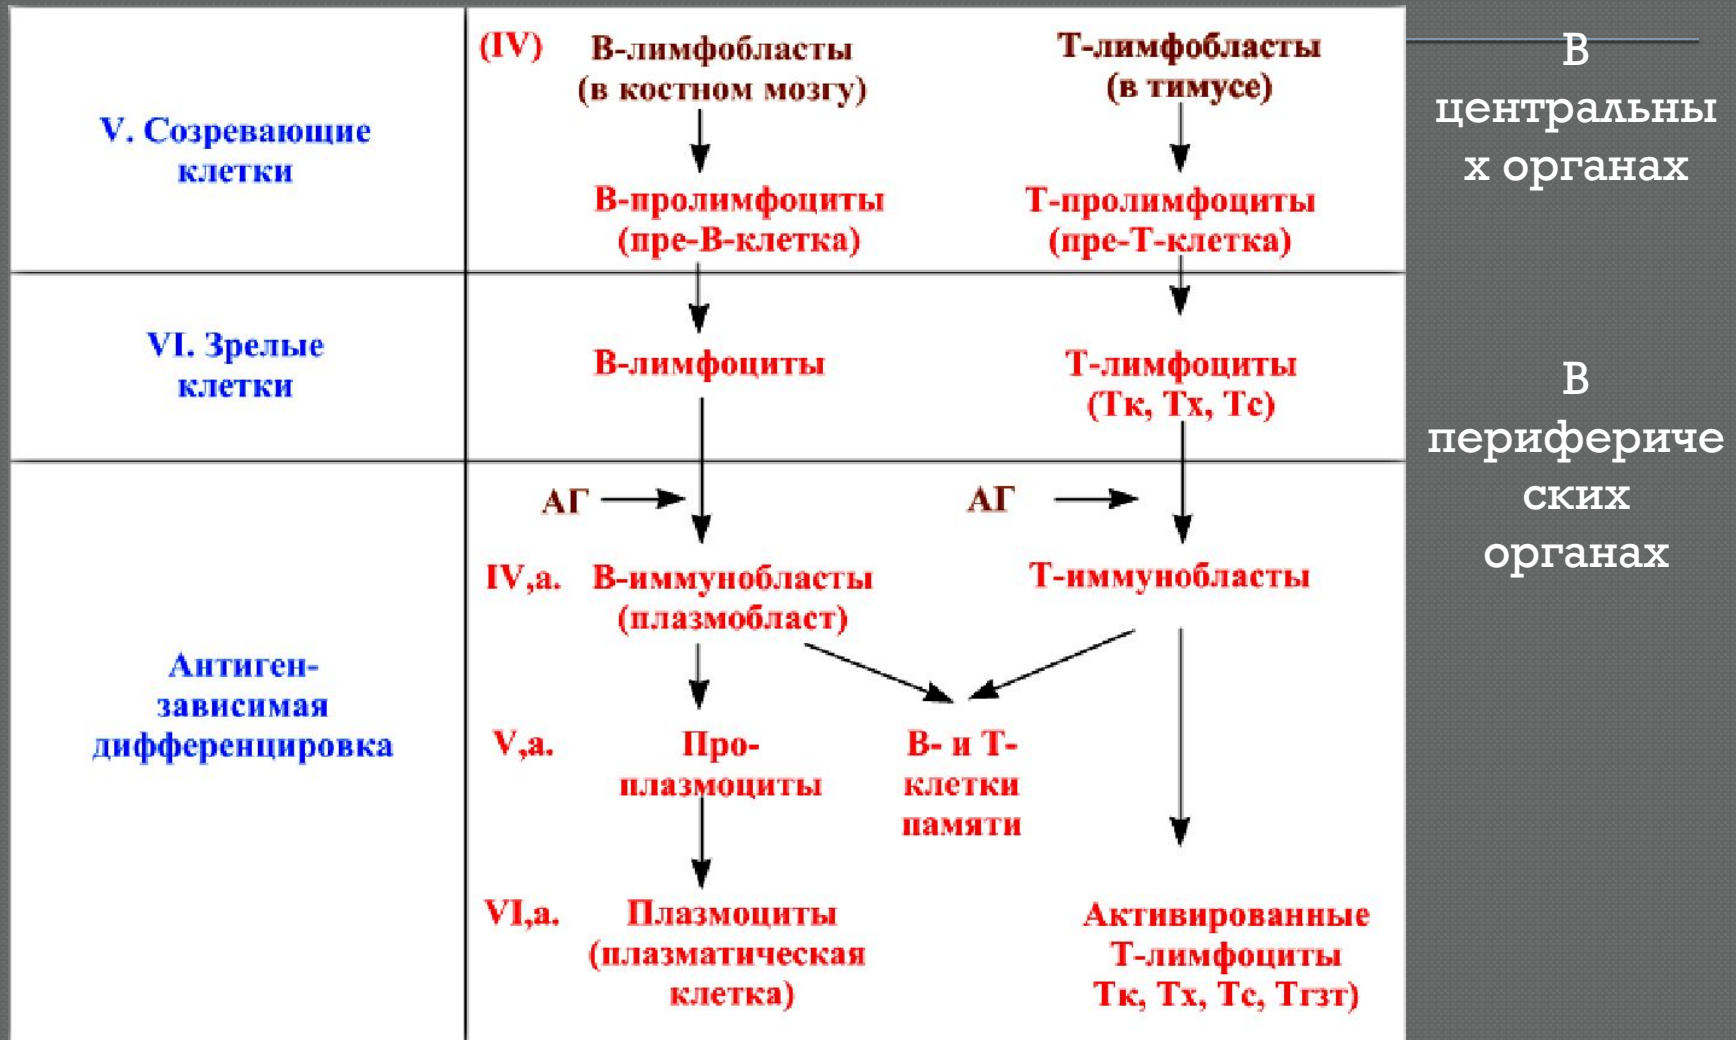 (IV)
В-лимфобласты
(в костном мозгу)
Т-лимфобласты
(в тимусе)
V. Созревающие
клетки
В-пролимфоциты
(пре-В-клетка)
Т-пролимфоциты
(пре-Т-клетка)
В
центральны
х органах
VI. Зрелые
клетки
В-лимфоциты
Т-лимфоциты
(Тк, Тх, Тс)
В
перифериче
ских
органах
Антиген-
зависимая
дифференцировка
АГ
АГ
IV,а.
В-иммунобласты
(плазмобласт)
Т-иммунобласты
V,а.
Про-
плазмоциты
В- и Т-
клетки
памяти
VI,а.
Плазмоциты
(плазматическая
клетка)
Активированные
Т-лимфоциты
Тк, Тх, Тс, Тгзт)